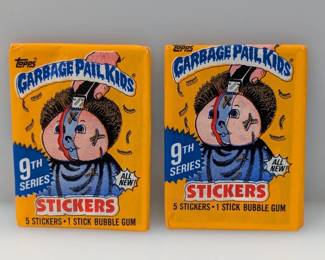 Topps
GARBAGE PAIL KIDS
9TH
SERIES
ALL
NEW!
STICKERS
5 STICKERS • 1 STICK BUBBLE GUM
Topps
GARBAGE PAIL KIDS
9TH
SERIES
ALL
NEW!
STICKERS
5 STICKERS • 1 STICK BUBBLE GUM